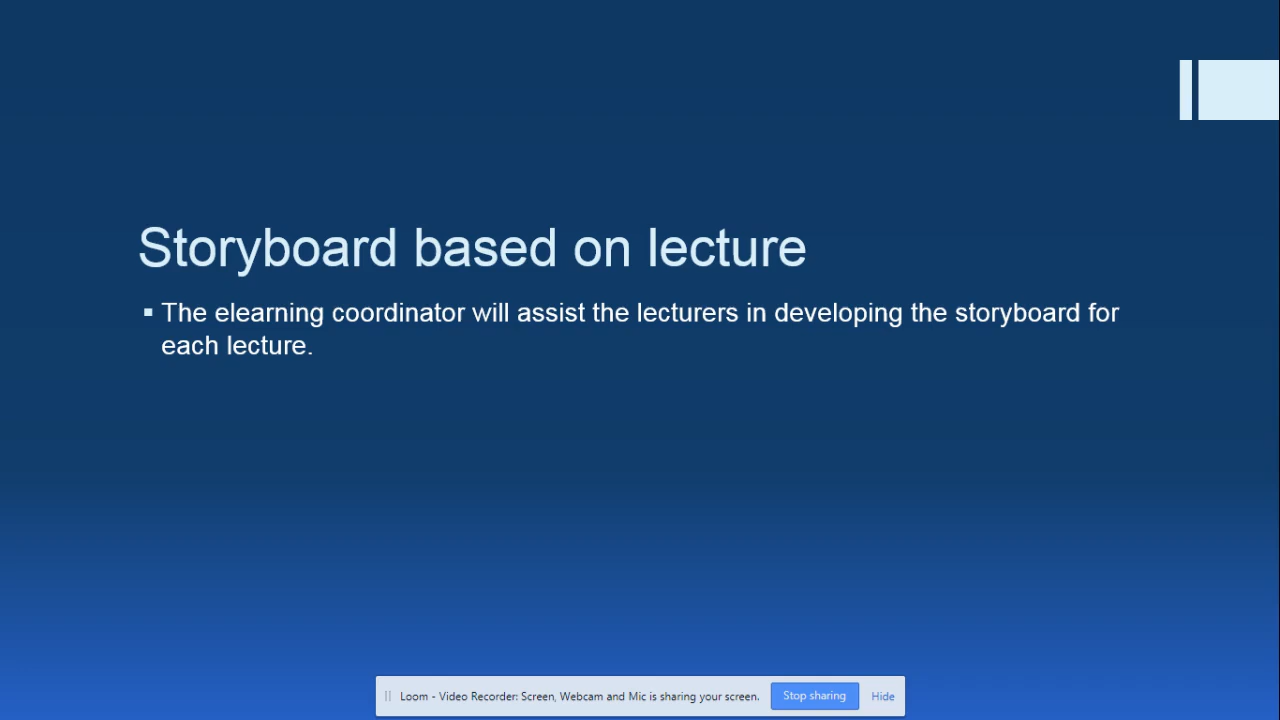 Storyboard based on lecture
▪ The elearning coordinator will assist the lecturers in developing the storyboard for
each lecture.
Loom - Video Recorder: Screen, Webcam and Mic is sharing your screen. Stop sharing Hide